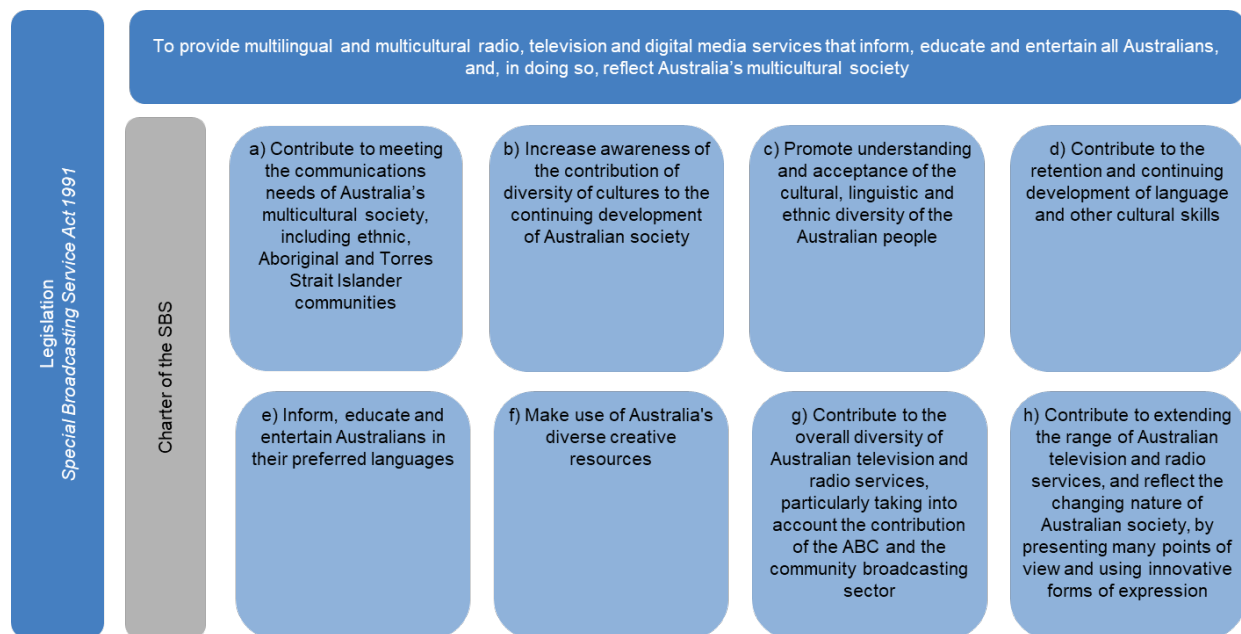 To provide multilingual and multicultural radio, television and digital media services that inform, educate and entertain all Australians,
and, in doing so, reflect Australia’s multicultural society
Legislation
Special Broadcasting Service Act 1991
Charter of the SBS
a) Contribute to meeting
the communications
needs of Australia’s
multicultural society,
including ethnic,
Aboriginal and Torres
Strait Islander
communities
b) Increase awareness of
the contribution of
diversity of cultures to the
continuing development
of Australian society
c) Promote understanding
and acceptance of the
cultural, linguistic and
ethnic diversity of the
Australian people
d) Contribute to the
retention and continuing
development of language
and other cultural skills
e) Inform, educate and
entertain Australians in
their preferred languages
f) Make use of Australia's
diverse creative
resources
g) Contribute to the
overall diversity of
Australian television and
radio services,
particularly taking into
account the contribution
of the ABC and the
community broadcasting
sector
h) Contribute to extending
the range of Australian
television and radio
services, and reflect the
changing nature of
Australian society, by
presenting many points of
view and using innovative
forms of expression